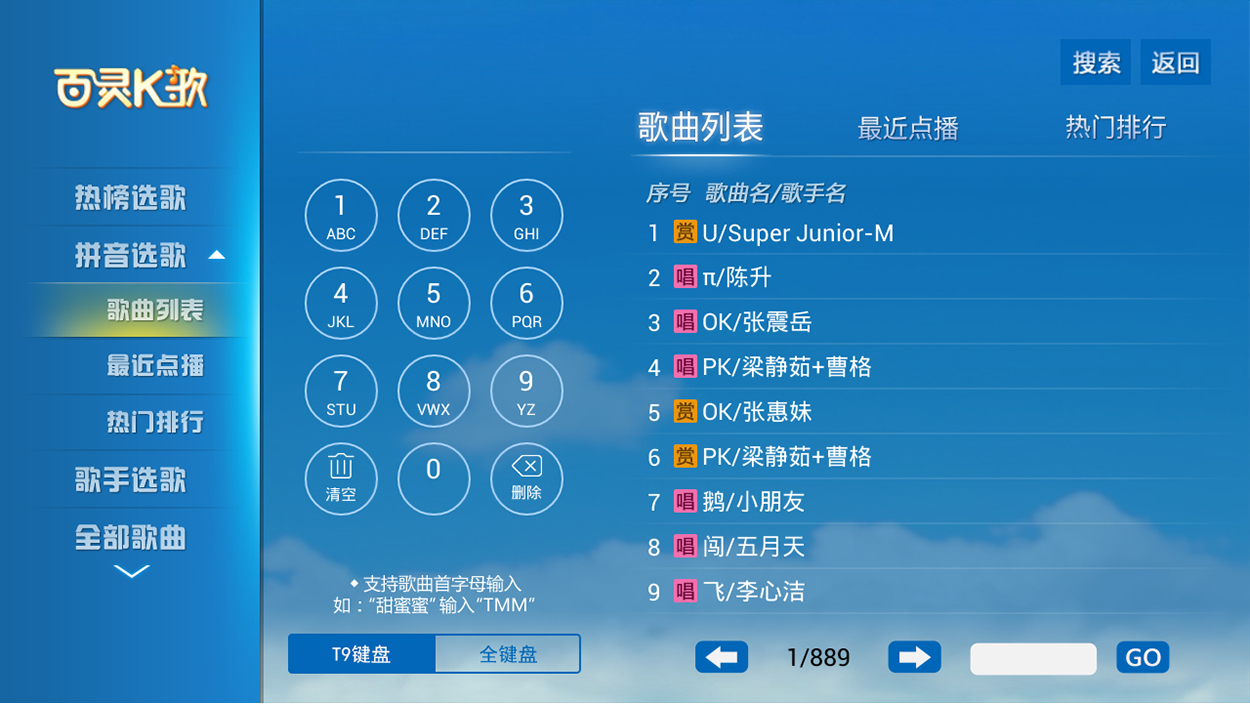 百灵K歌
热榜选歌
拼音选歌
歌曲列表
最近点播
热门排行
歌手选歌
全部歌曲
1
ABC
2
DEF
3
GHI
4
JKL
5
MNO
6
PQR
7
STU
8
VWX
9
YZ
清空
0
删除
◆支持歌曲首字母输入
如：“甜蜜蜜”输入“TMM”
T9键盘 全键盘
搜索 返回
歌曲列表 最近点播 热门排行
序号 歌曲名/歌手名
1 赏 U/Super Junior-M
2 唱 π/陈升
3 唱 OK/张震岳
4 唱 PK/梁静茹+曹格
5 赏 OK/张惠妹
6 赏 PK/梁静茹+曹格
7 唱 鹅/小朋友
8 唱 闯/五月天
9 唱 飞/李心洁
1/889 GO